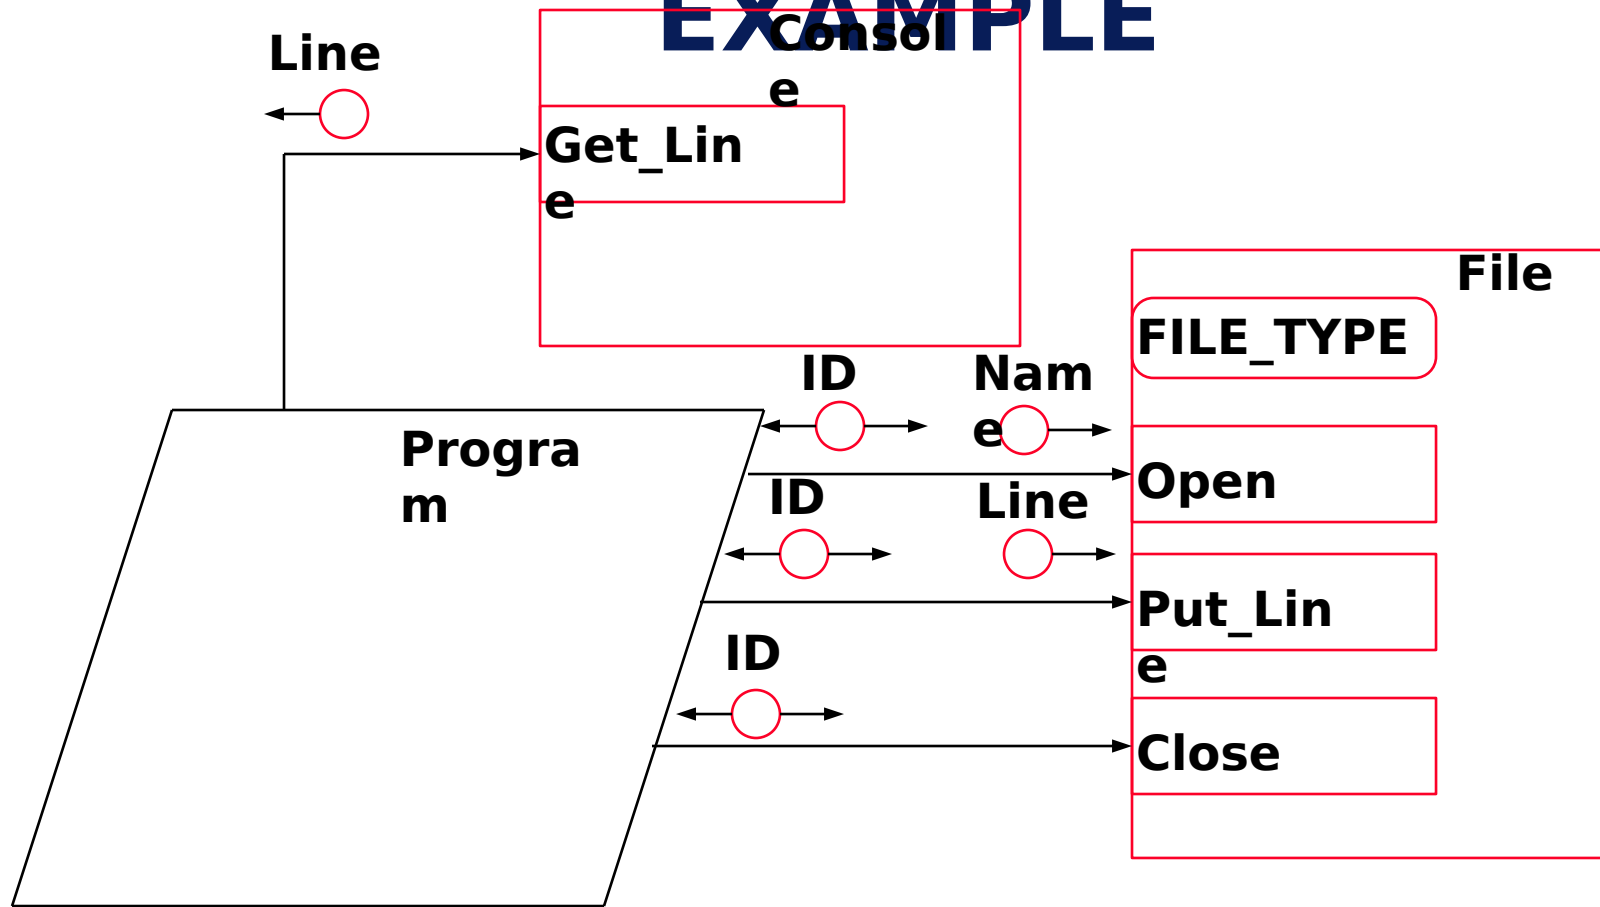 EXAMPLE
Consol
e
Line
Get_Lin
e
File
FILE_TYPE
ID
Nam
e
Progra
m
Open
ID
Line
Put_Lin
e
ID
Close